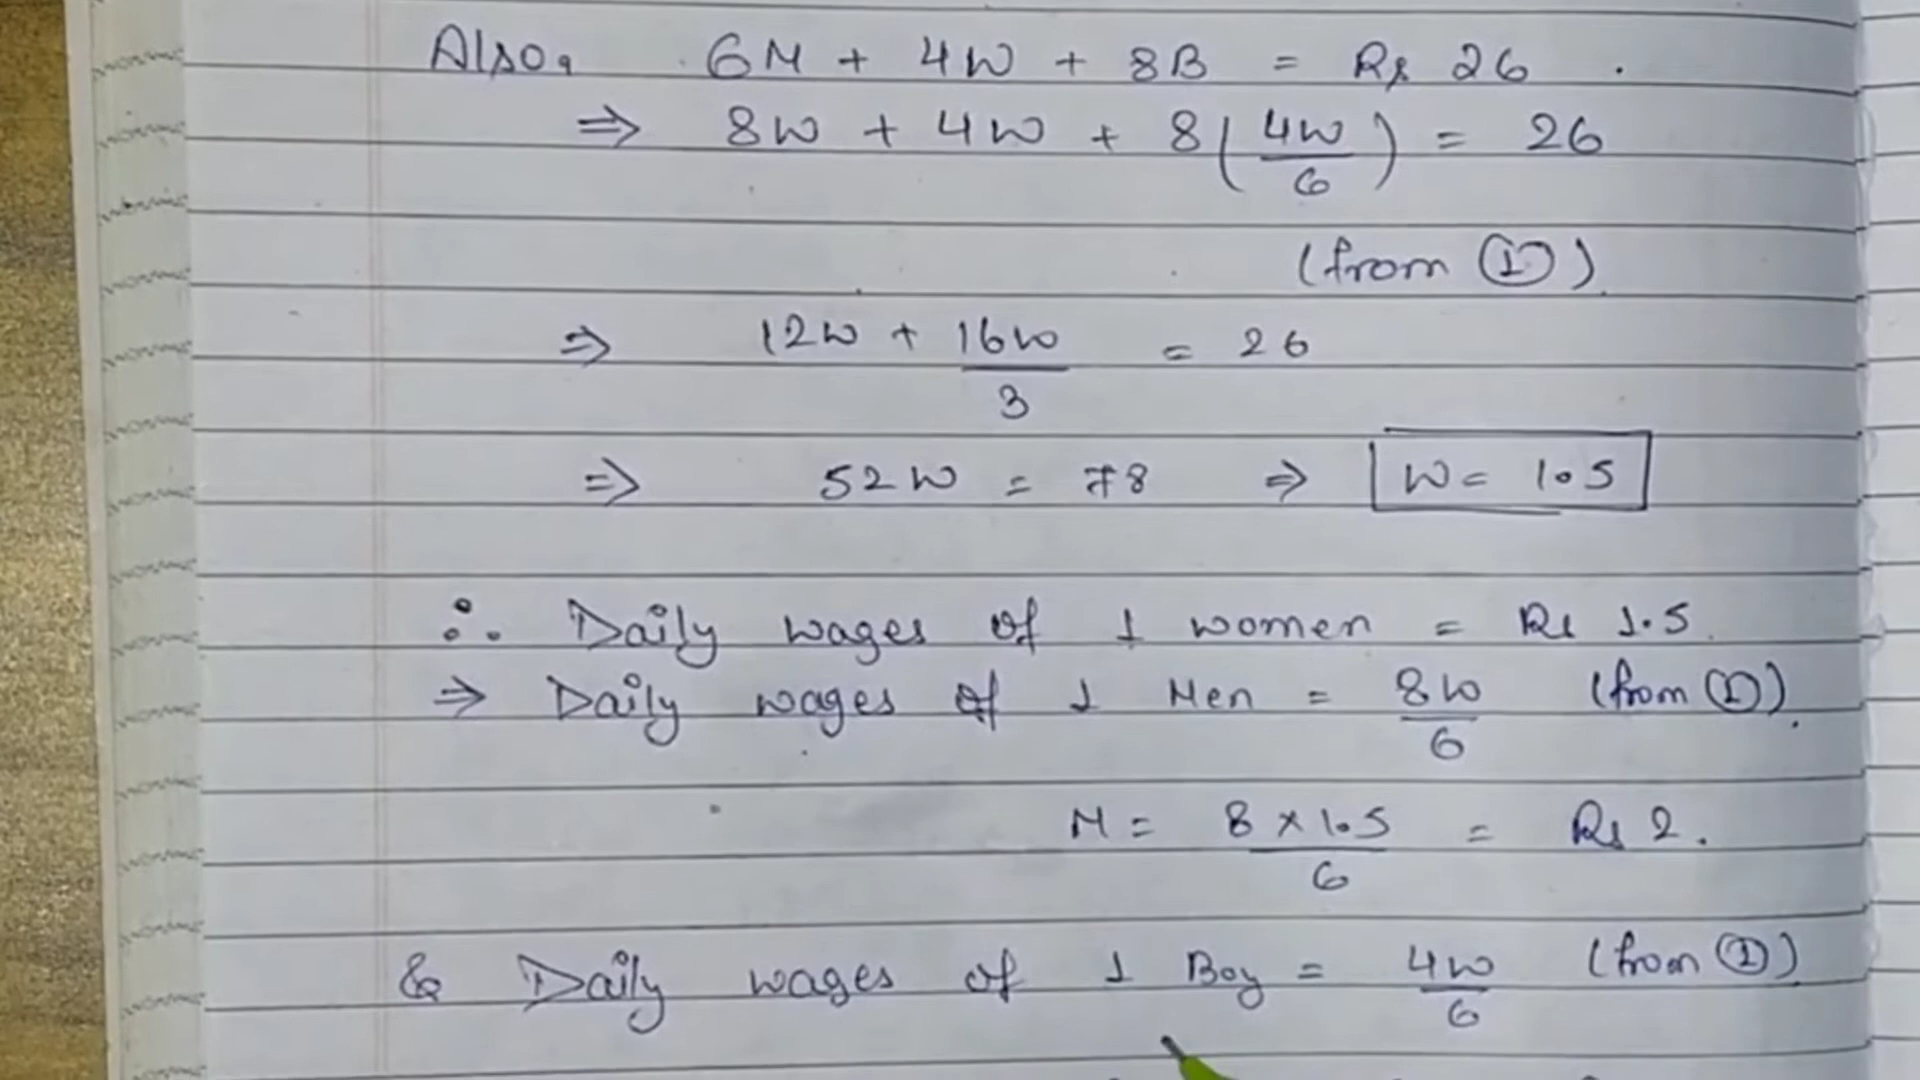 Also, 6M + 4W + 8B = Rs 26
⇒ 8W + 4W + 8(4W/6) = 26
(from ①)
⇒ 12W + 16W/3 = 26
⇒ 52W = 78 ⇒ W = 1.5
∴ Daily wages of 1 women = Rs 1.5
⇒ Daily wages of 1 Men = 8W/6 (from ①)
M = 8 × 1.5/6 = Rs 2.
& Daily wages of 1 Boy = 4W/6 (from ①)